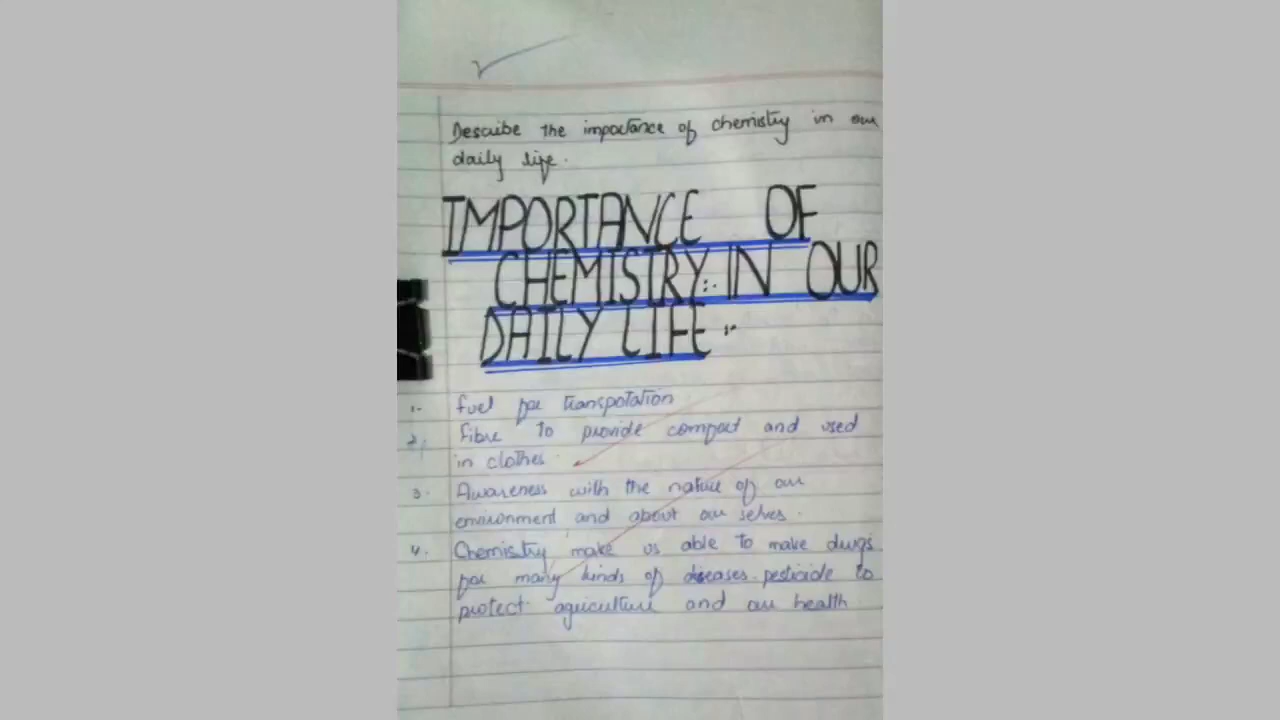 Describe the importance of chemistry in our
daily life.
IMPORTANCE OF
CHEMISTRY:. IN OUR
DAILY LIFE :-
1.- fuel for transpotation
2, Fibre to provide compart and used
in clothes.
3. Awareness with the nature of our
environment and about our selves.
4. Chemistry make us able to make drugs
for many kinds of diseases. pesticide to
protect agriculture and our health